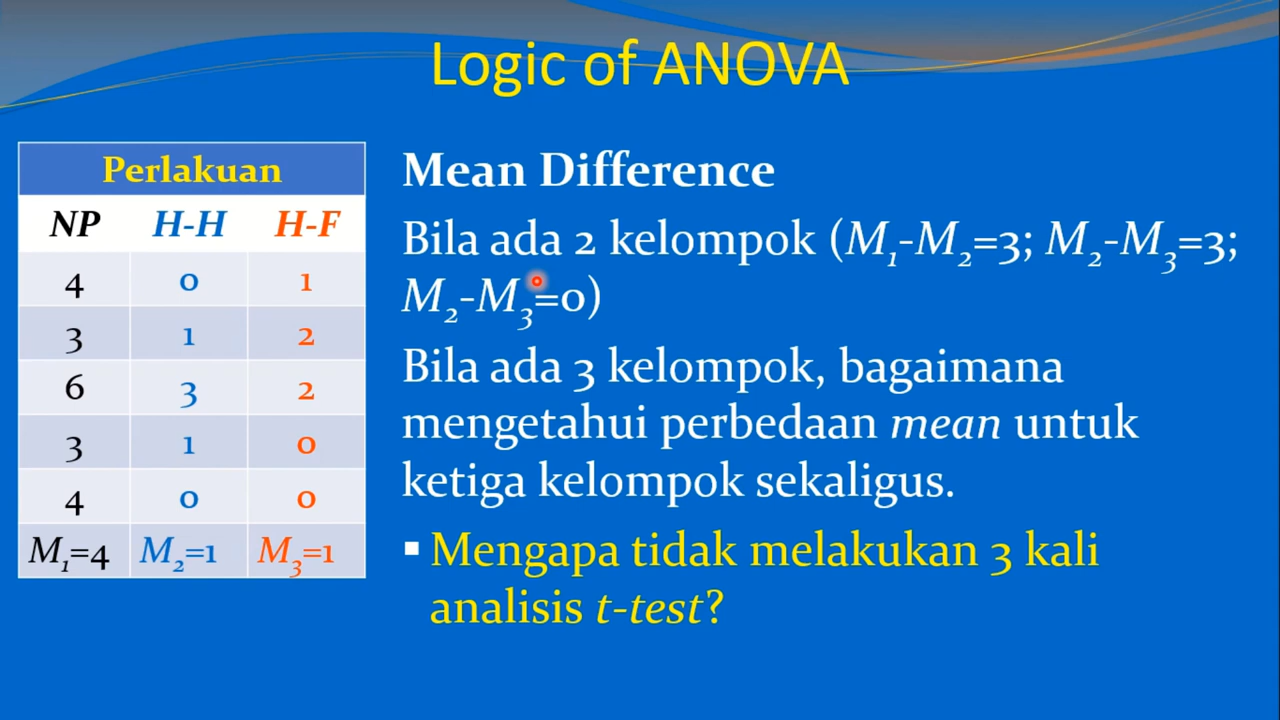 Logic of ANOVA
Perlakuan
NP H-H H-F
4 0 1
3 1 2
6 3 2
3 1 0
4 0 0
M₁=4 M₂=1 M₃=1
Mean Difference
Bila ada 2 kelompok (M₁-M₂=3; M₂-M₃=3;
M₂-M₃=0)
Bila ada 3 kelompok, bagaimana
mengetahui perbedaan mean untuk
ketiga kelompok sekaligus.
▪ Mengapa tidak melakukan 3 kali
analisis t-test?